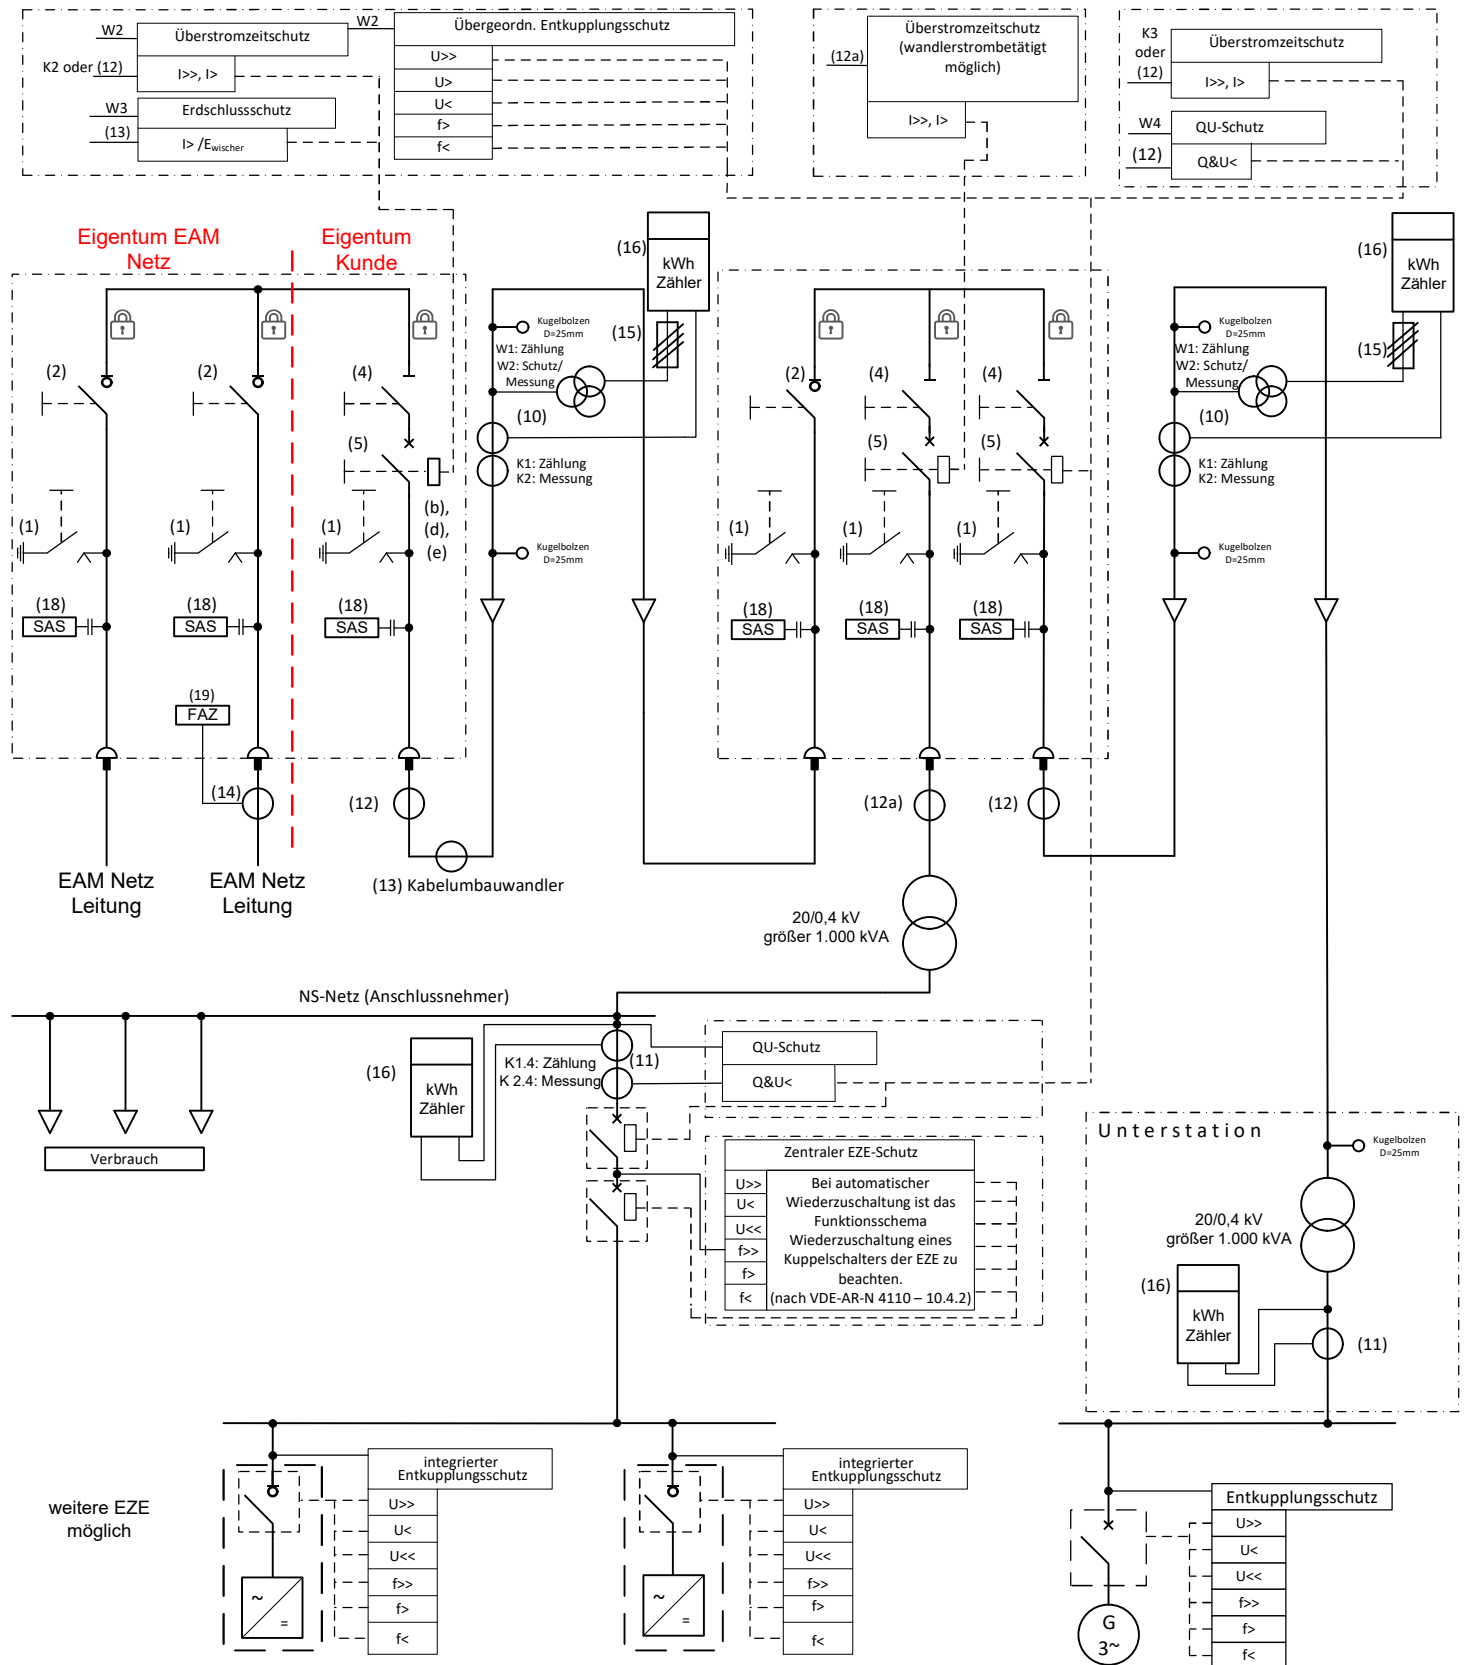 W2
Überstromzeitschutz
K2 oder (12)
I>>, I>
W3
Erdschlussschutz
(13)
I> /Ewischer
W2
Übergeordn. Entkupplungsschutz
U>>
U>
U<
f>
f<
(12a)
Überstromzeitschutz
(wandlerstrombetätigt
möglich)
I>>, I>
K3
oder
(12)
Überstromzeitschutz
I>>, I>
W4
QU-Schutz
(12)
Q&U<
Eigentum EAM
Netz
Eigentum
Kunde
(2)
(2)
(4)
(5)
(b),
(d),
(e)
(1)
(1)
(1)
(18)
SAS
(18)
SAS
(18)
SAS
(19)
FAZ
(14)
(12)
EAM Netz
Leitung
EAM Netz
Leitung
(13) Kabelumbauwandler
(16)
kWh
Zähler
(15)
Kugelbolzen
D=25mm
W1: Zählung
W2: Schutz/
Messung
(10)
K1: Zählung
K2: Messung
Kugelbolzen
D=25mm
(2)
(4)
(4)
(5)
(5)
(1)
(1)
(1)
(18)
SAS
(18)
SAS
(18)
SAS
(12a)
(12)
(16)
kWh
Zähler
(15)
Kugelbolzen
D=25mm
W1: Zählung
W2: Schutz/
Messung
(10)
K1: Zählung
K2: Messung
Kugelbolzen
D=25mm
20/0,4 kV
größer 1.000 kVA
NS-Netz (Anschlussnehmer)
Verbrauch
(16)
kWh
Zähler
K1.4: Zählung
K 2.4: Messung
(11)
QU-Schutz
Q&U<
Zentraler EZE-Schutz
U>>
U<
U<<
f>>
f>
f<
Bei automatischer
Wiederzuschaltung ist das
Funktionsschema
Wiederzuschaltung eines
Kuppelschalters der EZE zu
beachten.
(nach VDE-AR-N 4110 – 10.4.2)
Unterstation
Kugelbolzen
D=25mm
20/0,4 kV
größer 1.000 kVA
(16)
kWh
Zähler
(11)
weitere EZE
möglich
~
=
integrierter
Entkupplungsschutz
U>>
U<
U<<
f>>
f>
f<
~
=
integrierter
Entkupplungsschutz
U>>
U<
U<<
f>>
f>
f<
G
3~
Entkupplungsschutz
U>>
U<
U<<
f>>
f>
f<